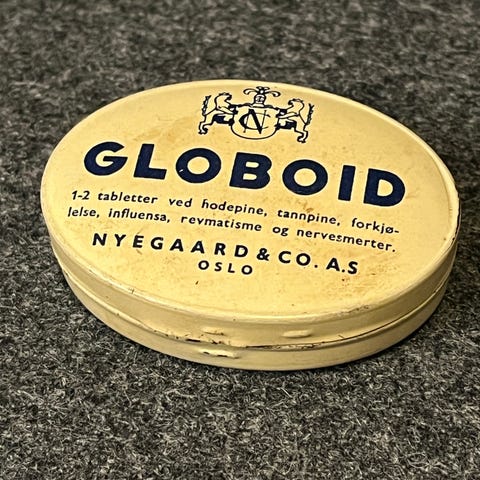 GLOBOID
1-2 tabletter ved hodepine, tannpine, forkjø-
lelse, influensa, revmatisme og nervesmerter.
NYEGAARD & CO. A.S
OSLO